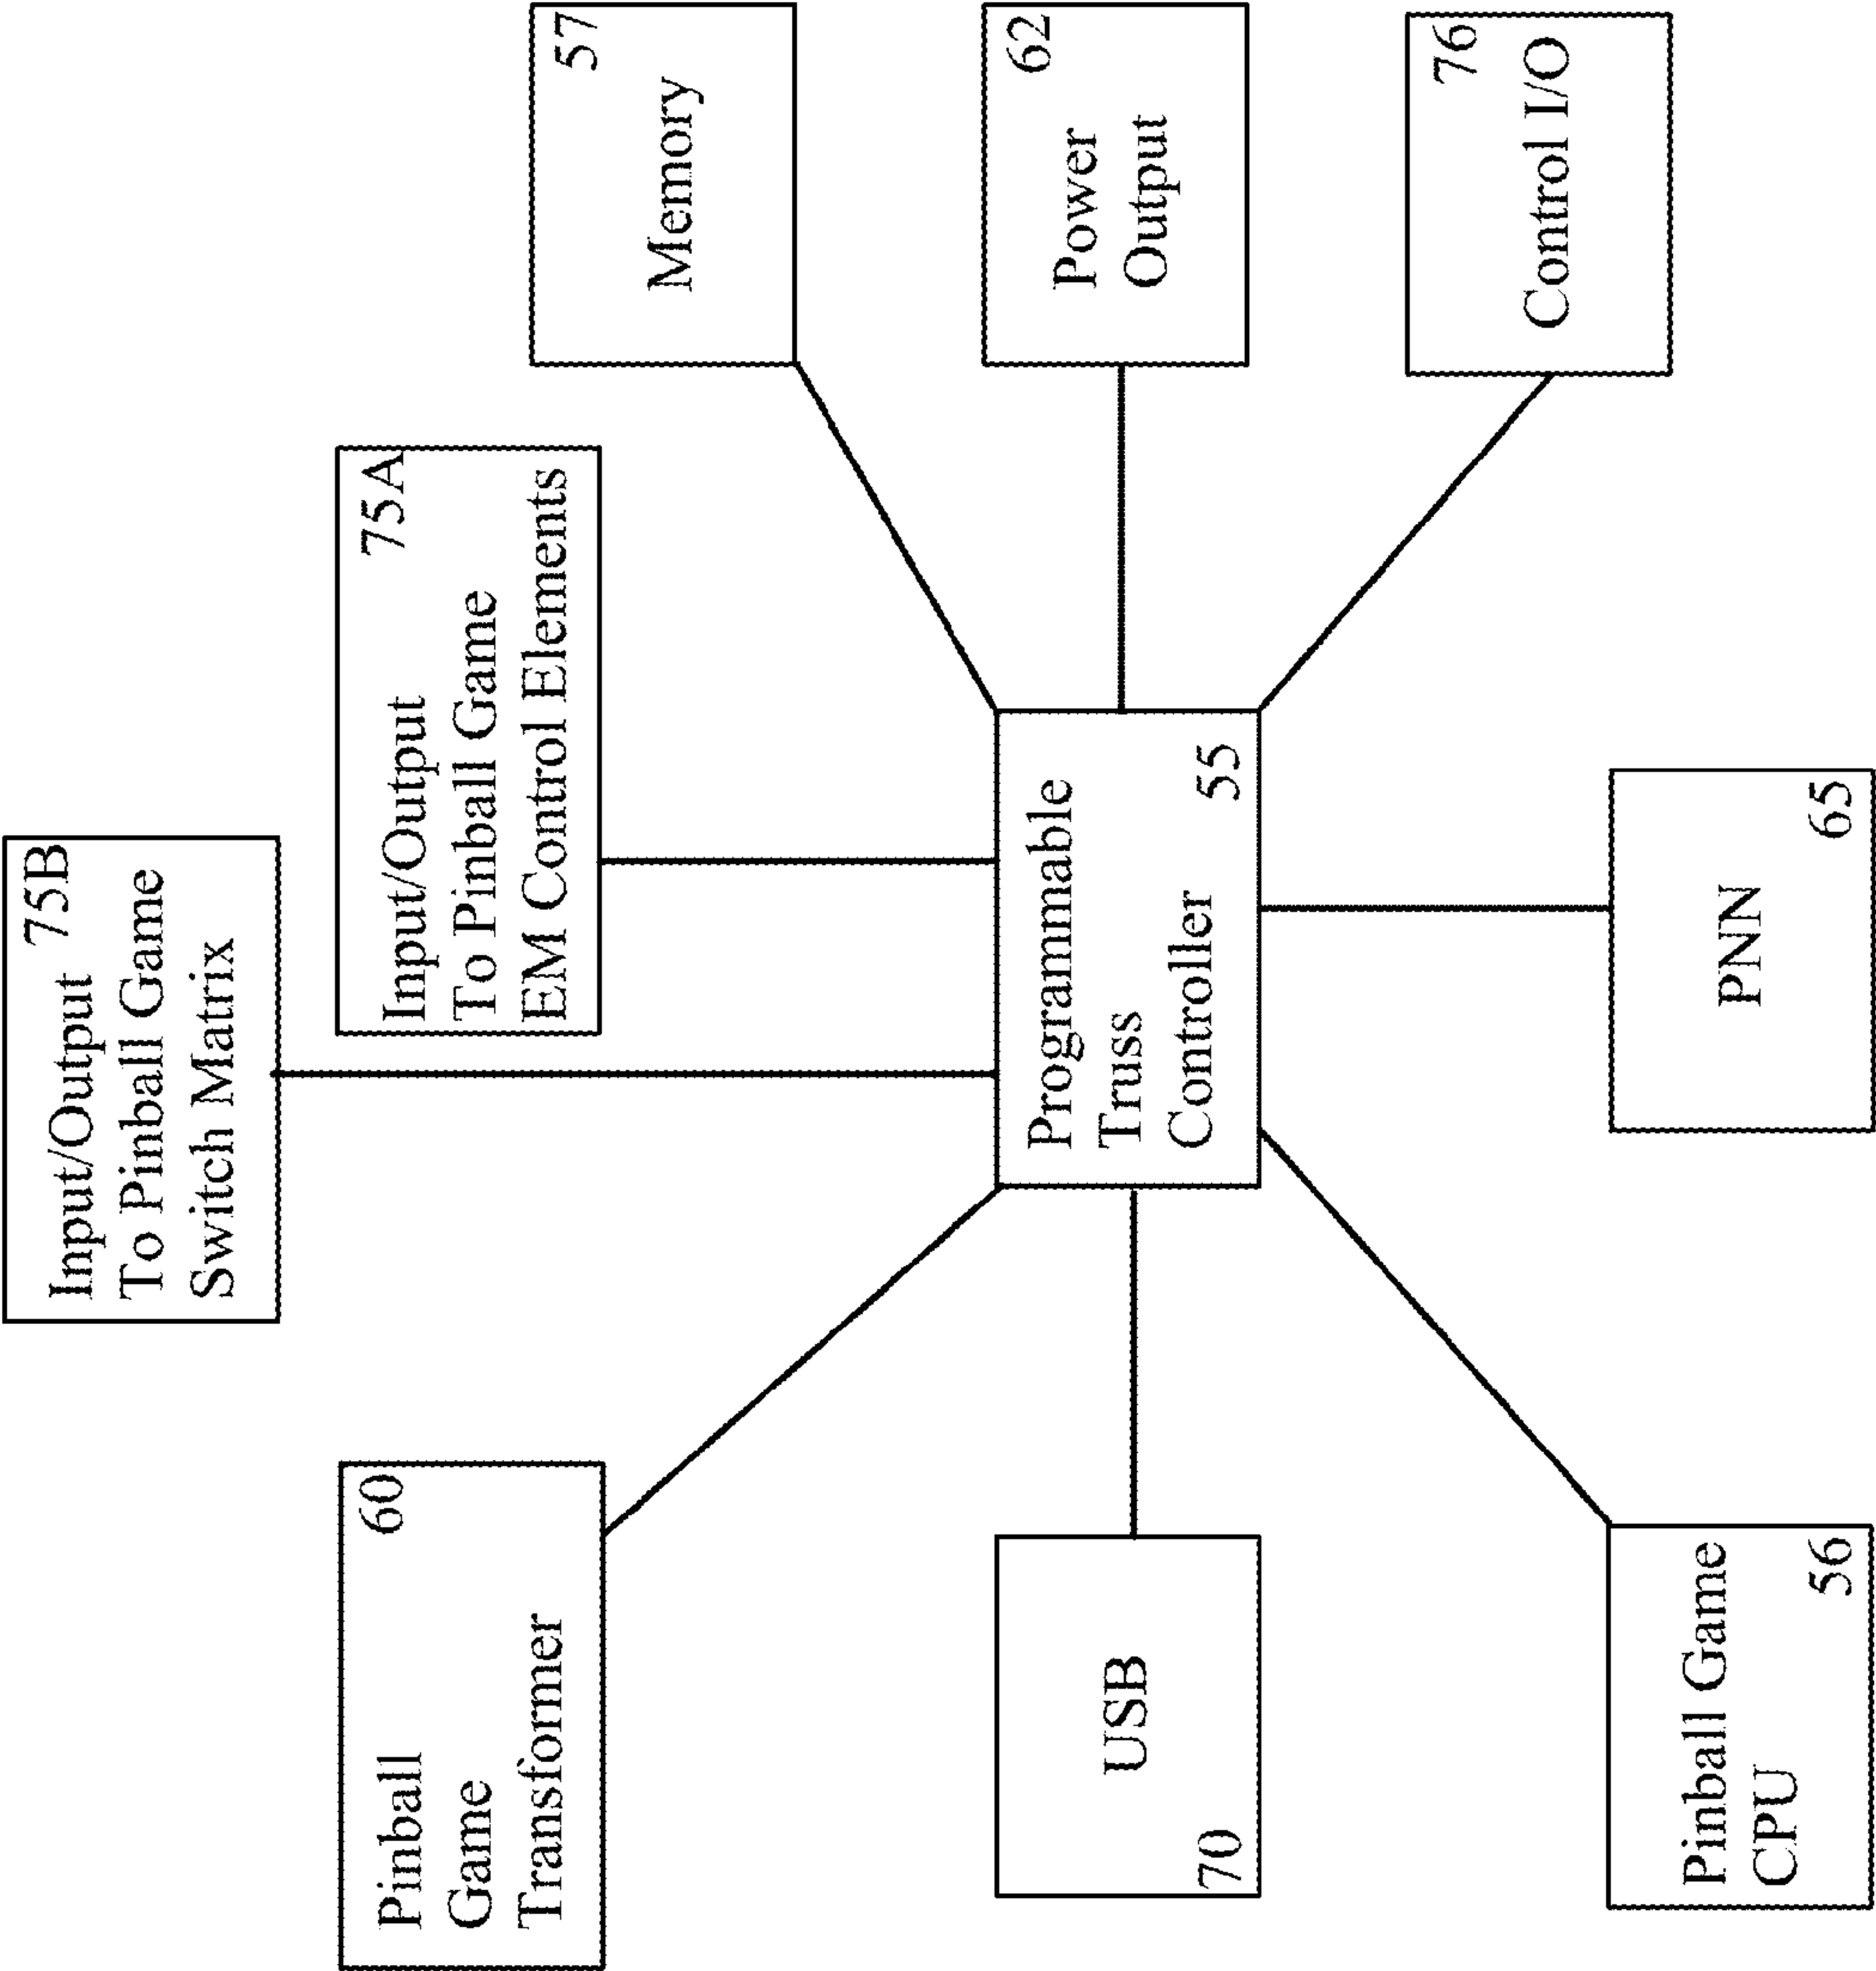 75B
Input/Output
To Pinball Game
Switch Matrix
60
Pinball
Game
Transformer
75A
Input/Output
To Pinball Game
EM Control Elements
57
Memory
USB
70
Programmable
Truss
Controller
55
62
Power
Output
76
Control I/O
Pinball Game
CPU
56
PNN
65